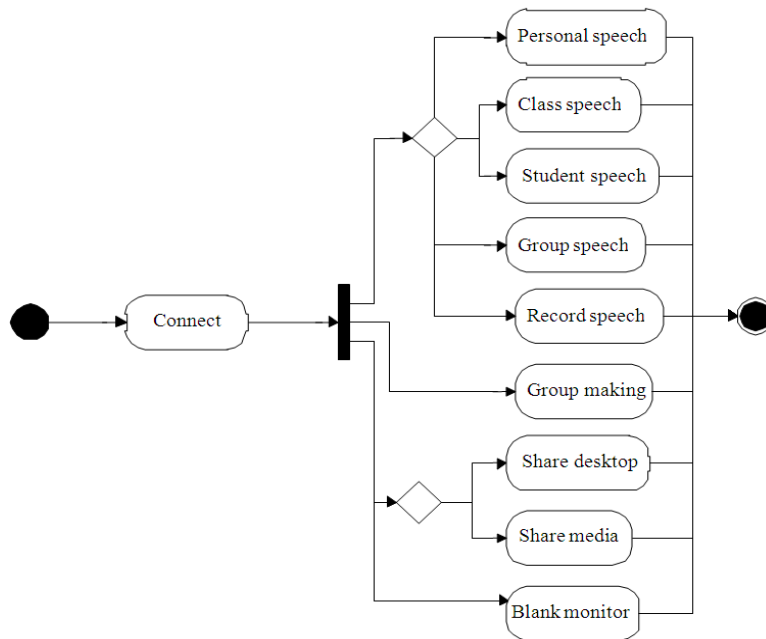 Personal speech
Class speech
Student speech
Group speech
Connect
Record speech
Group making
Share desktop
Share media
Blank monitor